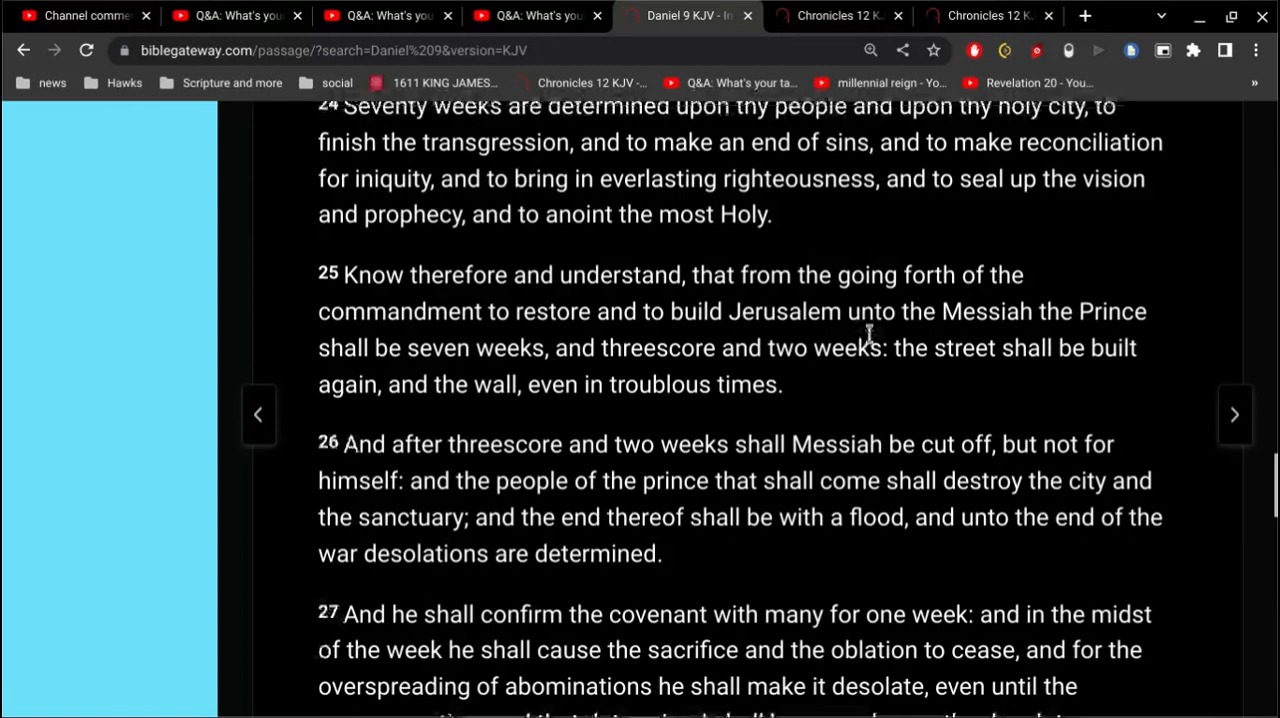 Channel comme
Q&A: What's you
Q&A: What's you
Q&A: What's you
Daniel 9 KJV - In
Chronicles 12 KJ
Chronicles 12 K
biblegateway.com/passage/?search=Daniel%209&version=KJV
news
Hawks
Scripture and more
social
1611 KING JAMES...
Chronicles 12 KJV -...
Q&A: What's your ta...
millennial reign - Yo...
Revelation 20 - You...
»
24 Seventy weeks are determined upon thy people and upon thy holy city, to
finish the transgression, and to make an end of sins, and to make reconciliation
for iniquity, and to bring in everlasting righteousness, and to seal up the vision
and prophecy, and to anoint the most Holy.
25 Know therefore and understand, that from the going forth of the
commandment to restore and to build Jerusalem unto the Messiah the Prince
shall be seven weeks, and threescore and two weeks: the street shall be built
again, and the wall, even in troublous times.
26 And after threescore and two weeks shall Messiah be cut off, but not for
himself: and the people of the prince that shall come shall destroy the city and
the sanctuary; and the end thereof shall be with a flood, and unto the end of the
war desolations are determined.
27 And he shall confirm the covenant with many for one week: and in the midst
of the week he shall cause the sacrifice and the oblation to cease, and for the
overspreading of abominations he shall make it desolate, even until the